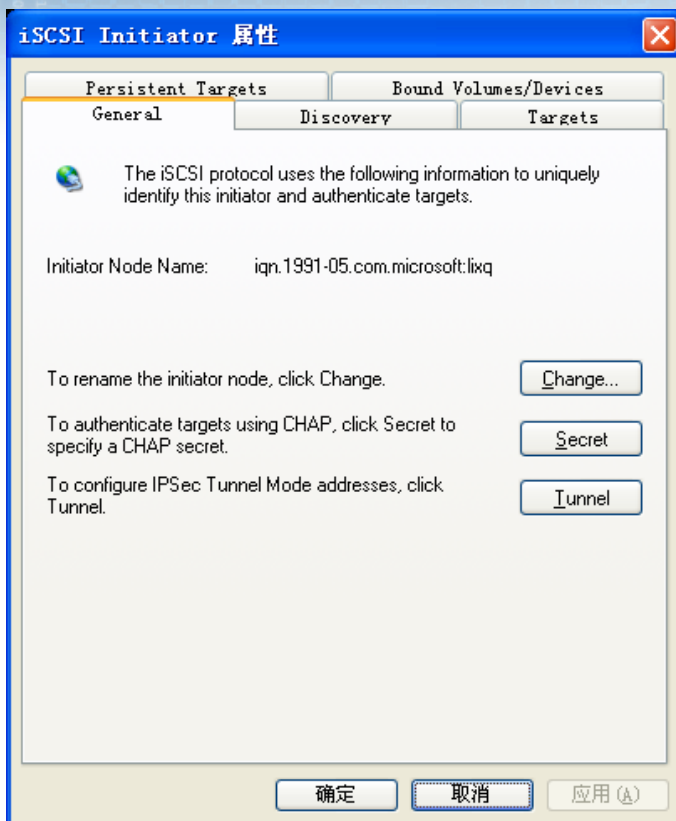 iSCSI Initiator 属性
Persistent Targets
Bound Volumes/Devices
General
Discovery
Targets
The iSCSI protocol uses the following information to uniquely
identify this initiator and authenticate targets.
Initiator Node Name: iqn.1991-05.com.microsoft:lixq
To rename the initiator node, click Change.
Change...
To authenticate targets using CHAP, click Secret to
specify a CHAP secret.
Secret
To configure IPSec Tunnel Mode addresses, click
Tunnel.
Tunnel
确定
取消
应用(A)